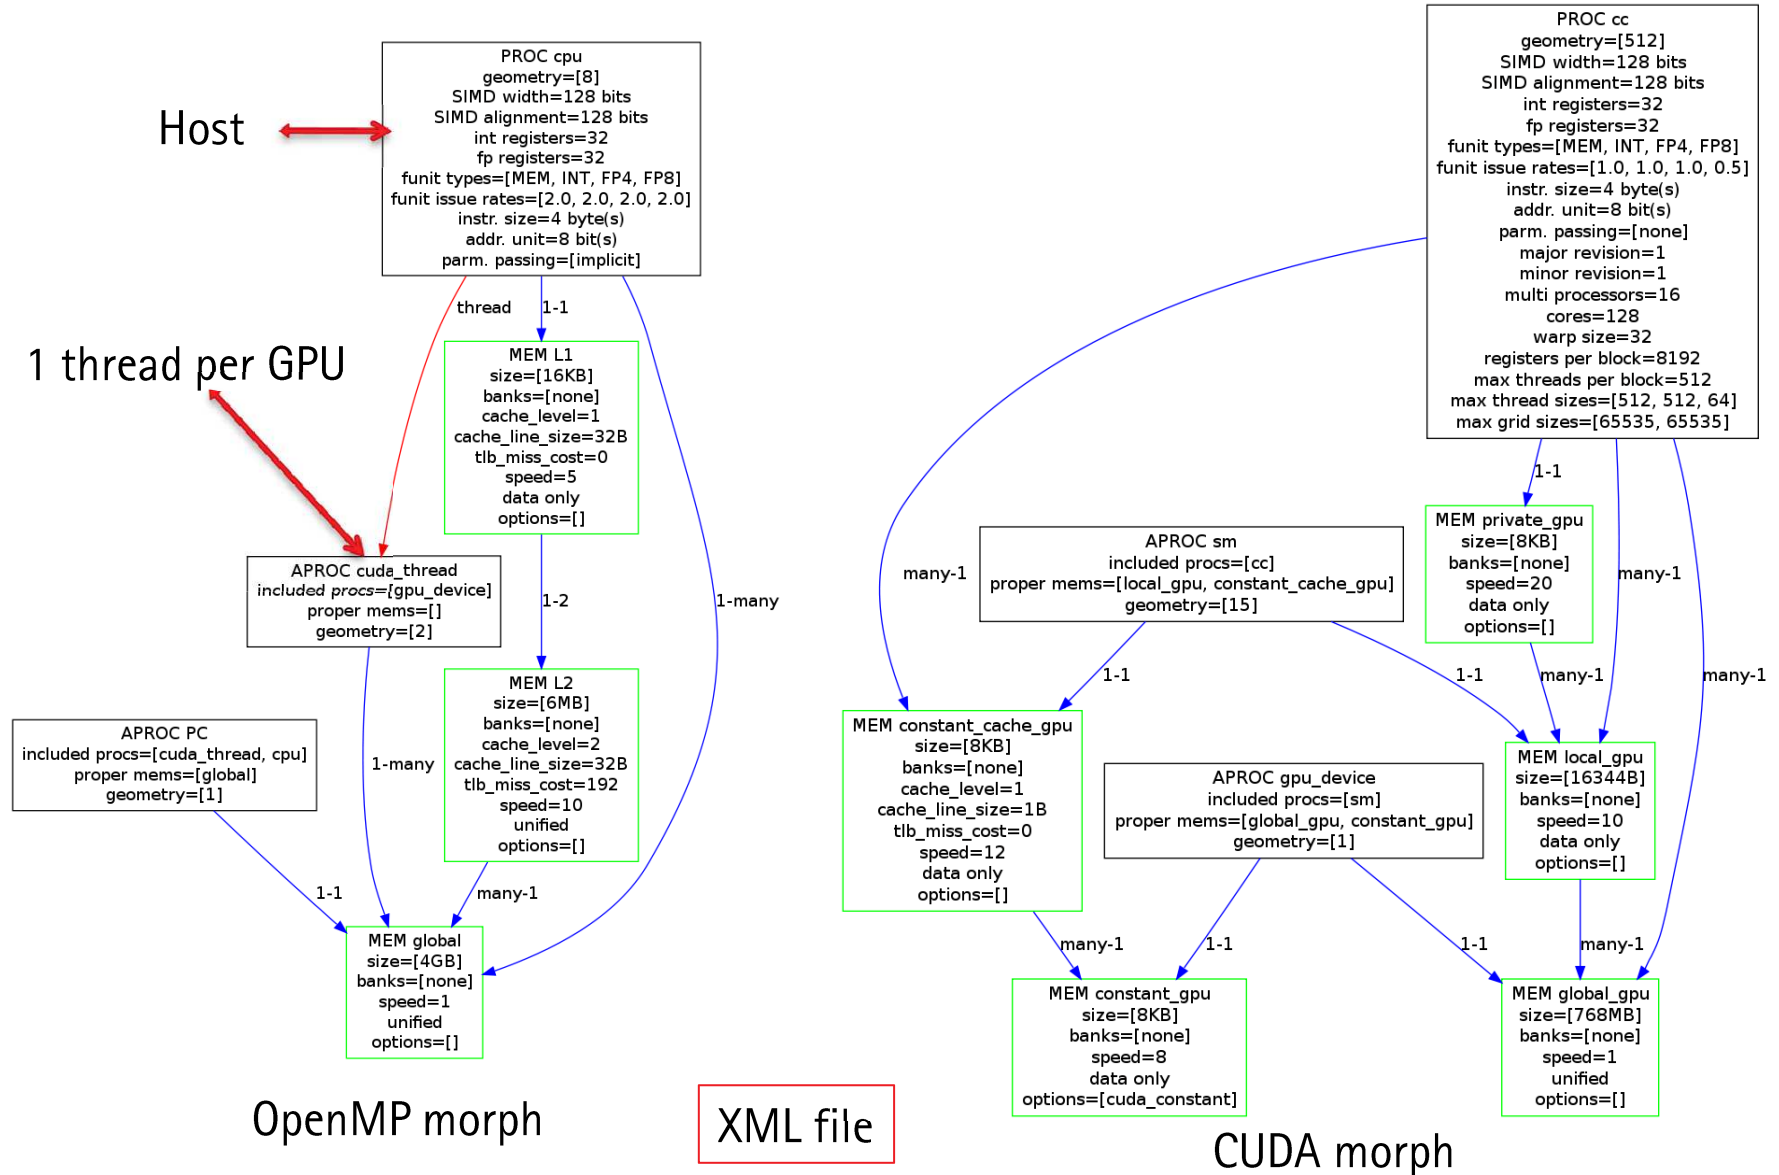 PROC cpu
geometry=[8]
SIMD width=128 bits
SIMD alignment=128 bits
int registers=32
fp registers=32
funit types=[MEM, INT, FP4, FP8]
funit issue rates=[2.0, 2.0, 2.0, 2.0]
instr. size=4 byte(s)
addr. unit=8 bit(s)
parm. passing=[implicit]
Host
thread
1-1
1 thread per GPU
MEM L1
size=[16KB]
banks=[none]
cache_level=1
cache_line_size=32B
tlb_miss_cost=0
speed=5
data only
options=[]
APROC cuda_thread
included procs=[gpu_device]
proper mems=[]
geometry=[2]
1-2
1-many
MEM L2
size=[6MB]
banks=[none]
cache_level=2
cache_line_size=32B
tlb_miss_cost=192
speed=10
unified
options=[]
APROC PC
included procs=[cuda_thread, cpu]
proper mems=[global]
geometry=[1]
1-many
1-1
many-1
MEM global
size=[4GB]
banks=[none]
speed=1
unified
options=[]
OpenMP morph
XML file
PROC cc
geometry=[512]
SIMD width=128 bits
SIMD alignment=128 bits
int registers=32
fp registers=32
funit types=[MEM, INT, FP4, FP8]
funit issue rates=[1.0, 1.0, 1.0, 0.5]
instr. size=4 byte(s)
addr. unit=8 bit(s)
parm. passing=[none]
major revision=1
minor revision=1
multi processors=16
cores=128
warp size=32
registers per block=8192
max threads per block=512
max thread sizes=[512, 512, 64]
max grid sizes=[65535, 65535]
1-1
MEM private_gpu
size=[8KB]
banks=[none]
speed=20
data only
options=[]
many-1
many-1
APROC sm
included procs=[cc]
proper mems=[local_gpu, constant_cache_gpu]
geometry=[15]
1-1
1-1
many-1
many-1
MEM constant_cache_gpu
size=[8KB]
banks=[none]
cache_level=1
cache_line_size=1B
tlb_miss_cost=0
speed=12
data only
options=[]
APROC gpu_device
included procs=[sm]
proper mems=[global_gpu, constant_gpu]
geometry=[1]
MEM local_gpu
size=[16344B]
banks=[none]
speed=10
data only
options=[]
many-1
1-1
1-1
many-1
MEM constant_gpu
size=[8KB]
banks=[none]
speed=8
data only
options=[cuda_constant]
MEM global_gpu
size=[768MB]
banks=[none]
speed=1
unified
options=[]
CUDA morph